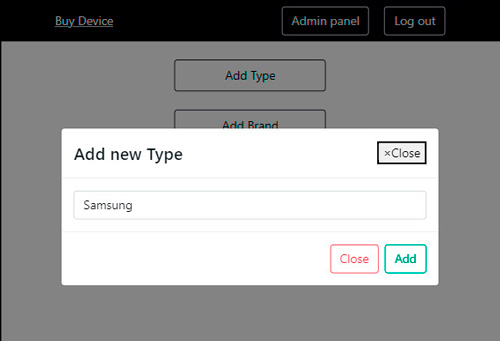 Buy Device Admin panel Log out
Add Type
Add Brand
Add new Type ×Close
Samsung
Close Add